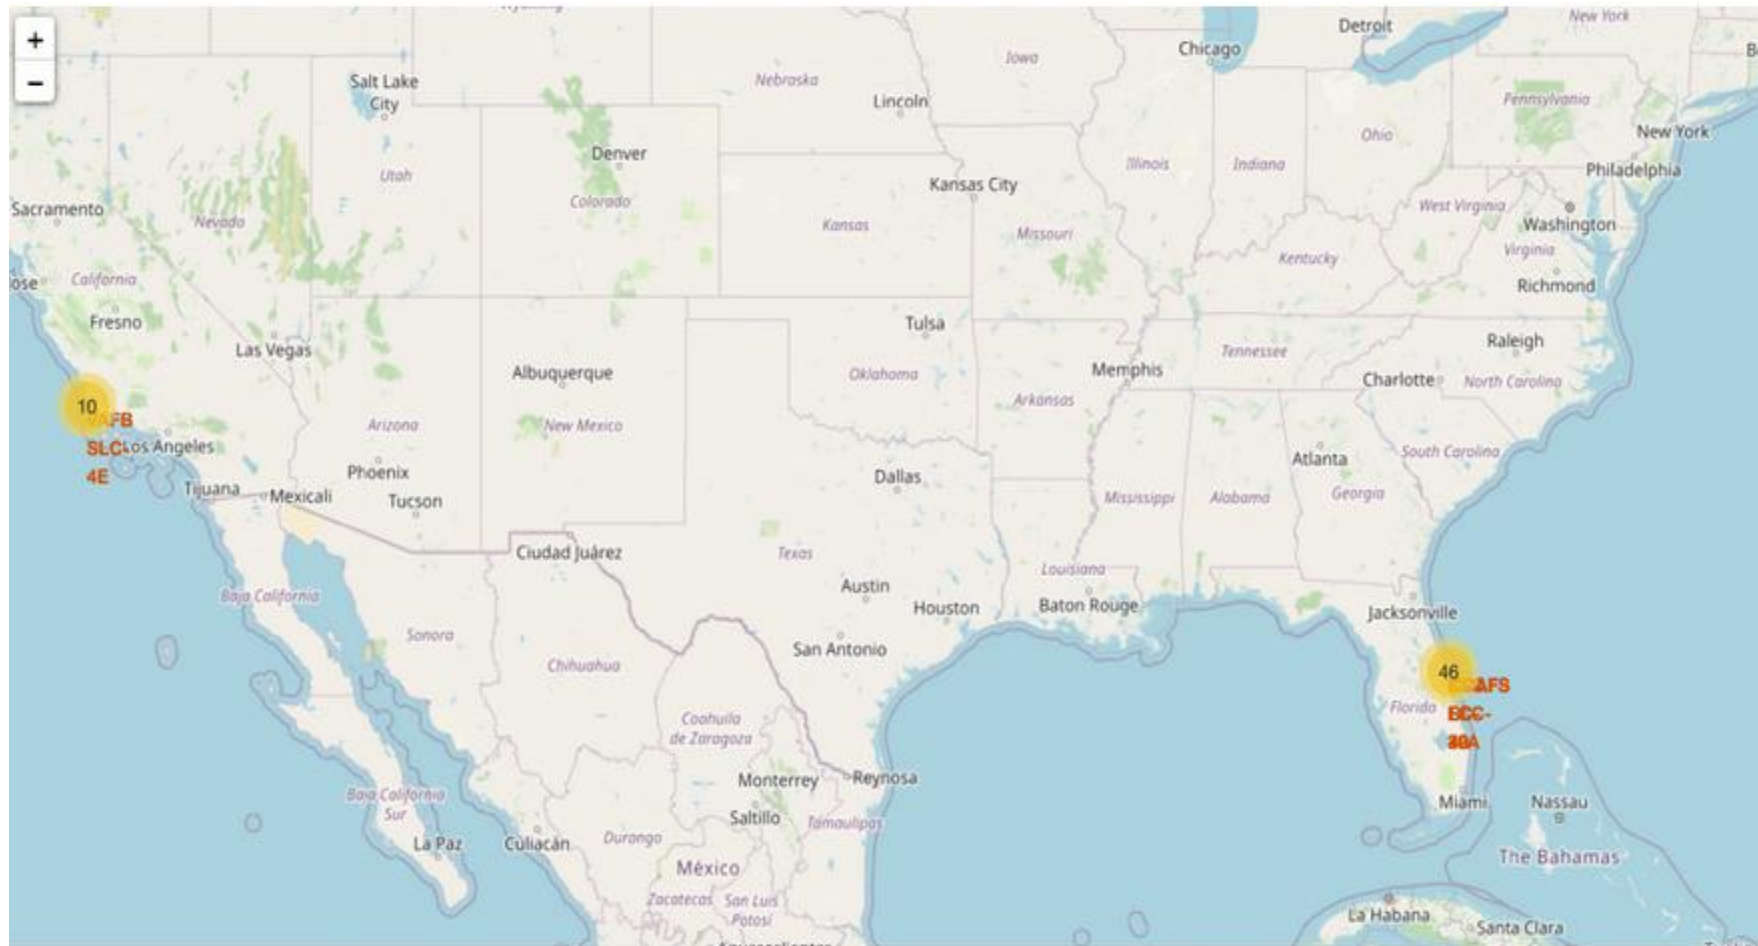 Wyoming
New York
Detroit
+
Chicago
Iowa
Salt Lake
City
Nebraska
−
Lincoln
Pennsylvania
New York
Ohio
Denver
Illinois
Indiana
Philadelphia
Utah
Kansas City
Colorado
West Virginia
Sacramento
Nevada
Kansas
Missouri
Washington
Virginia
Kentucky
California
ose
Richmond
Fresno
Tulsa
Raleigh
Las Vegas
Tennessee
Albuquerque
Oklahoma
Memphis
Charlotte
North Carolina
Arkansas
10
VAFB
SLC-
4E
Los Angeles
Arizona
New Mexico
South Carolina
Atlanta
Phoenix
Dallas
Tijuana
Mexicali
Tucson
Mississippi
Alabama
Georgia
Ciudad Juárez
Texas
Louisiana
Baja California
Austin
Houston
Baton Rouge
Jacksonville
Sonora
San Antonio
Chihuahua
46
AFS
Florida
Coahuila
de Zaragoza
Monterrey
Reynosa
Baja California
Sur
Miami
Nassau
Saltillo
Tamaulipas
La Paz
Culiacán
Durango
The Bahamas
México
Zacatecas
San Luis
Potosí
La Habana
Santa Clara
Aguascalientes